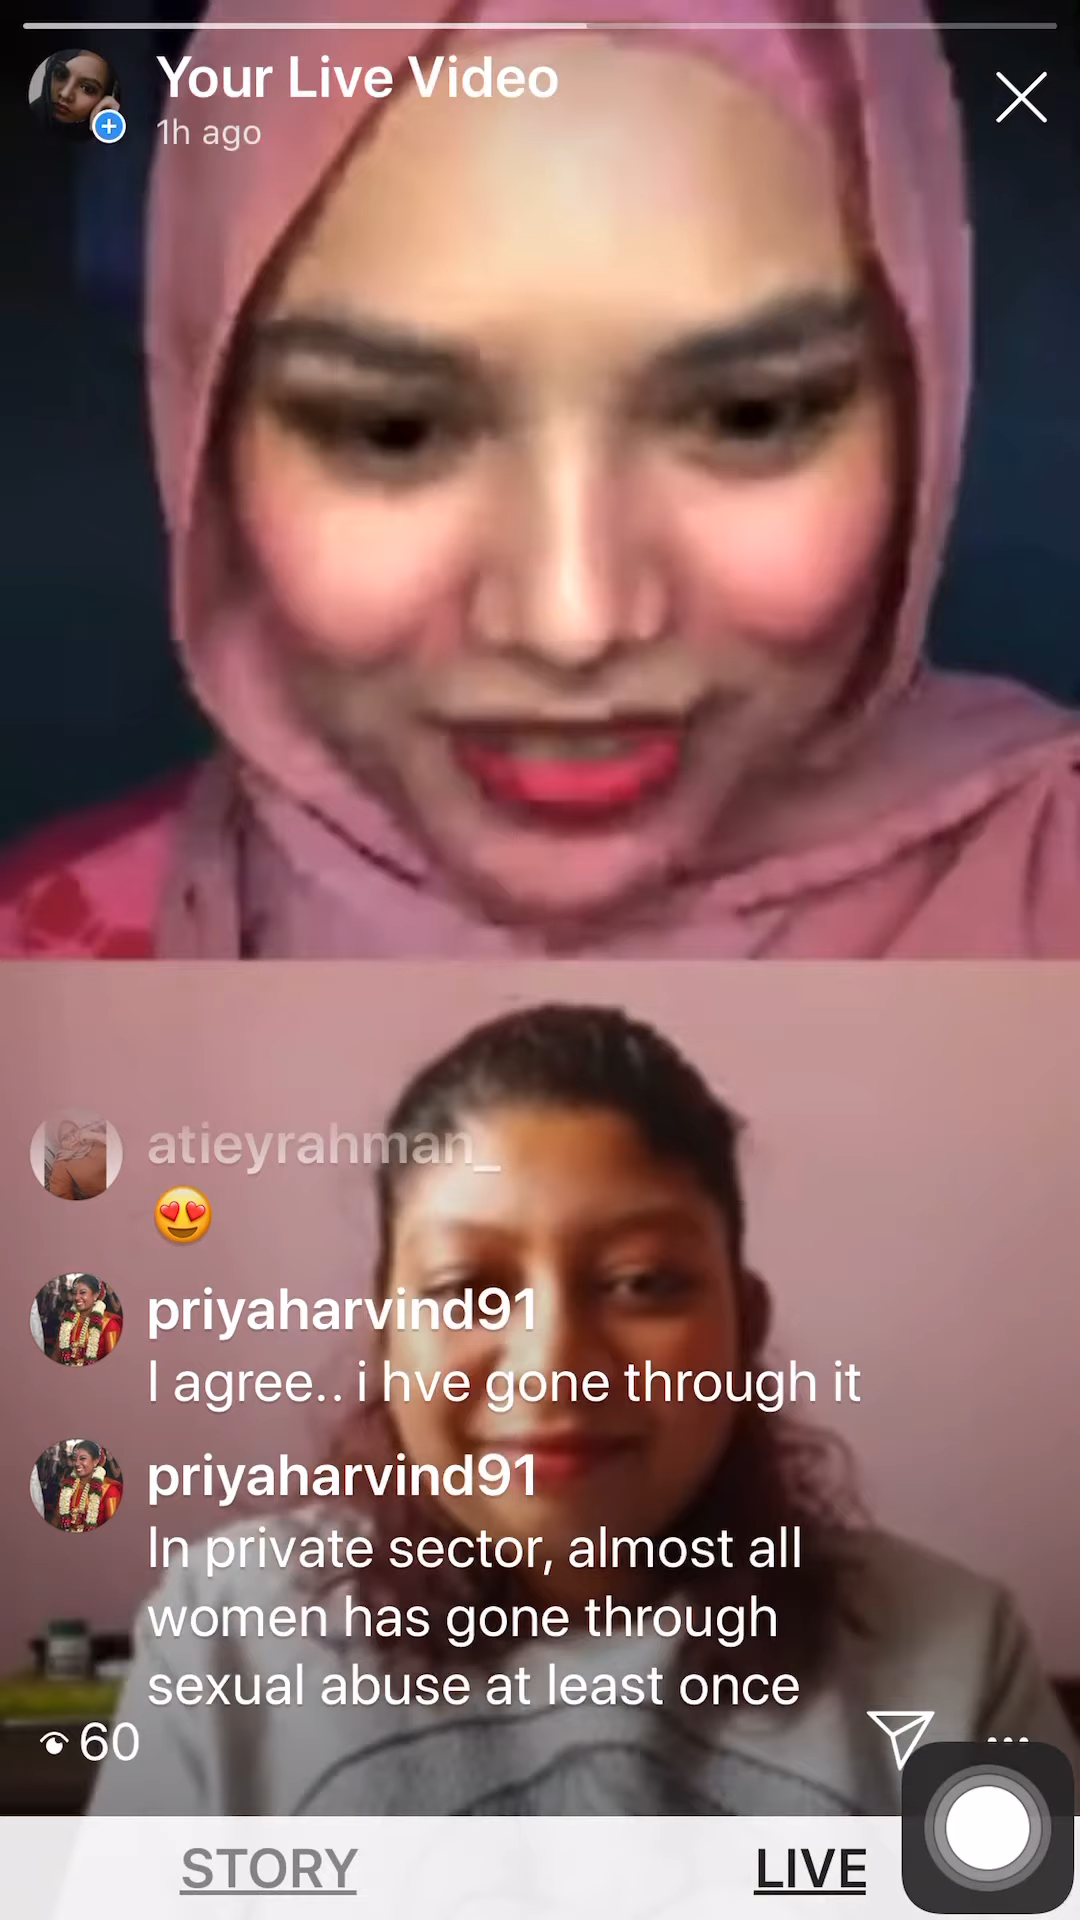 Your Live Video
1h ago
atieyrahman_
😍
priyaharvind91
I agree.. i hve gone through it
priyaharvind91
In private sector, almost all
women has gone through
sexual abuse at least once
60
STORY
LIVE